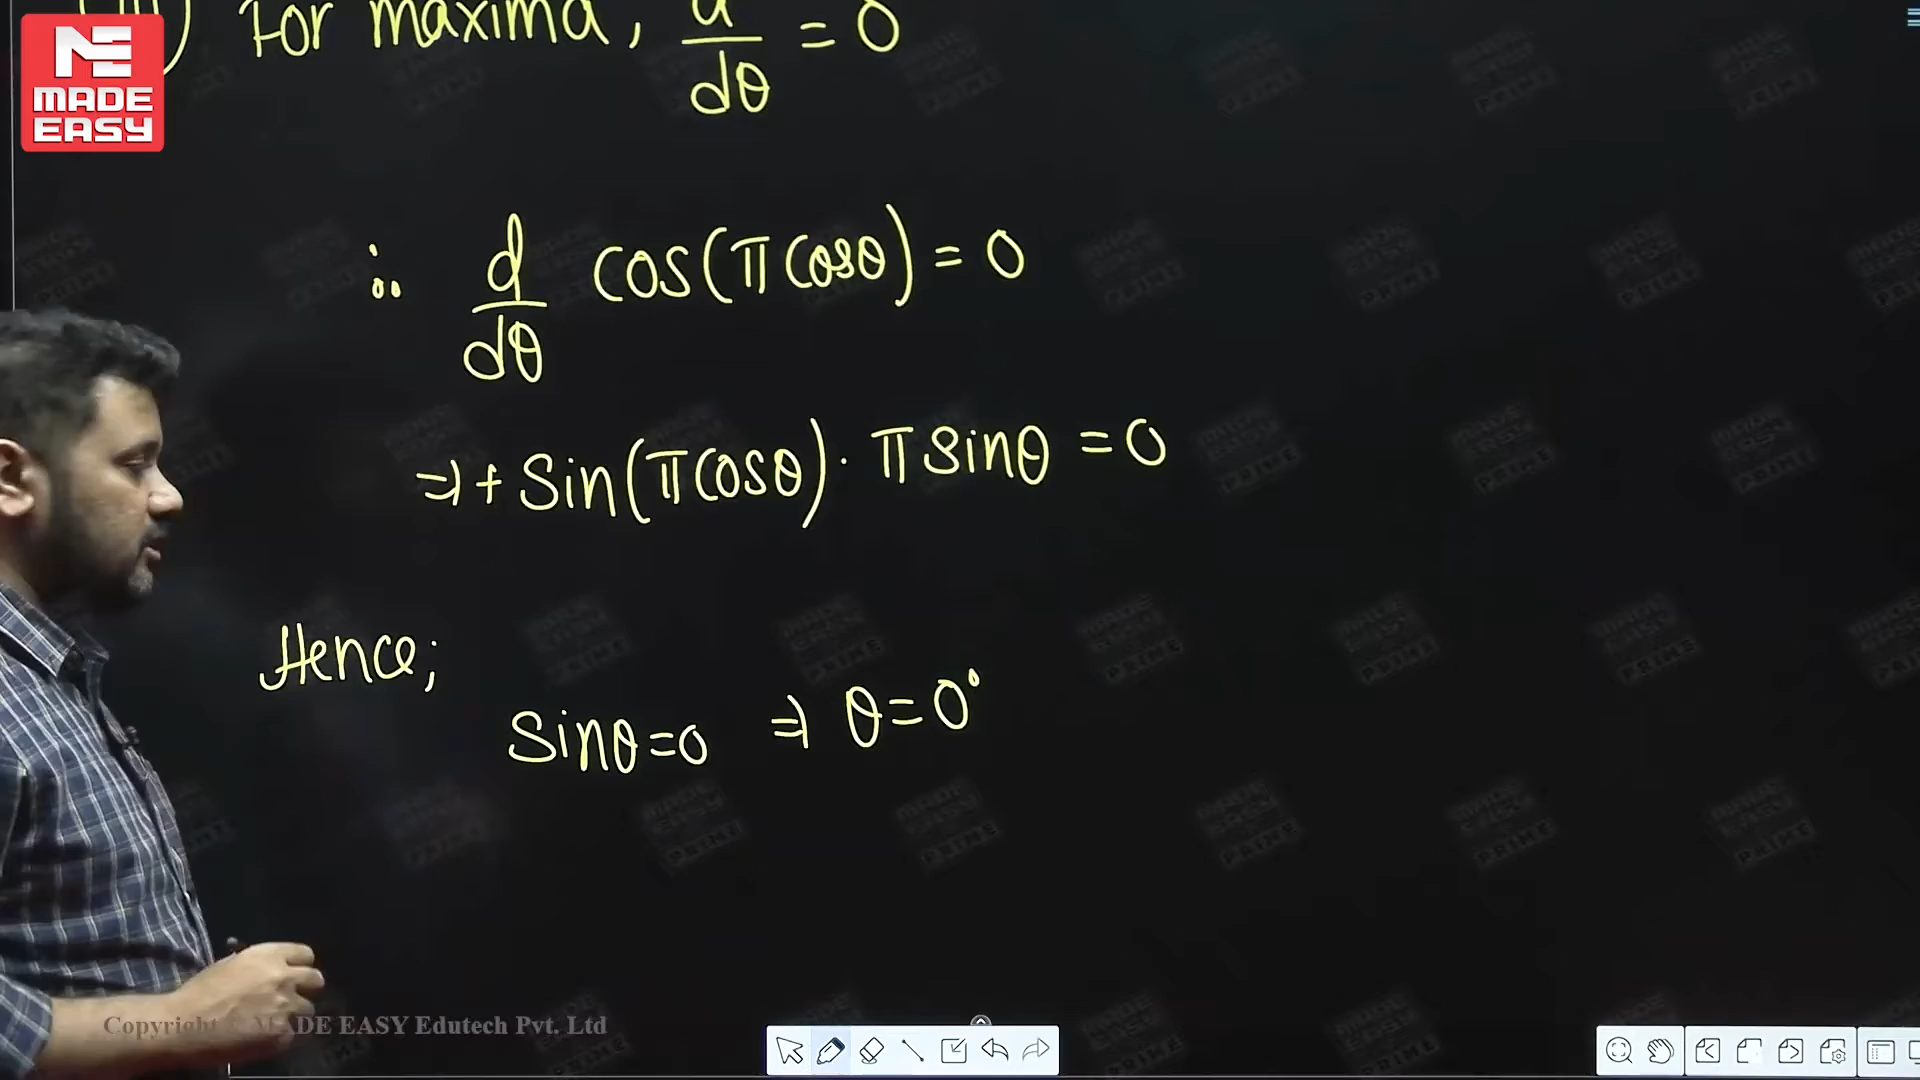 For maxima, d/dθ = 0
ME
MADE
EASY
∴ d/dθ cos(π cosθ) = 0
⇒ + Sin(π cosθ) · π sinθ = 0
Hence;
Sinθ = 0 ⇒ θ = 0°
Copyright MADE EASY Edutech Pvt. Ltd